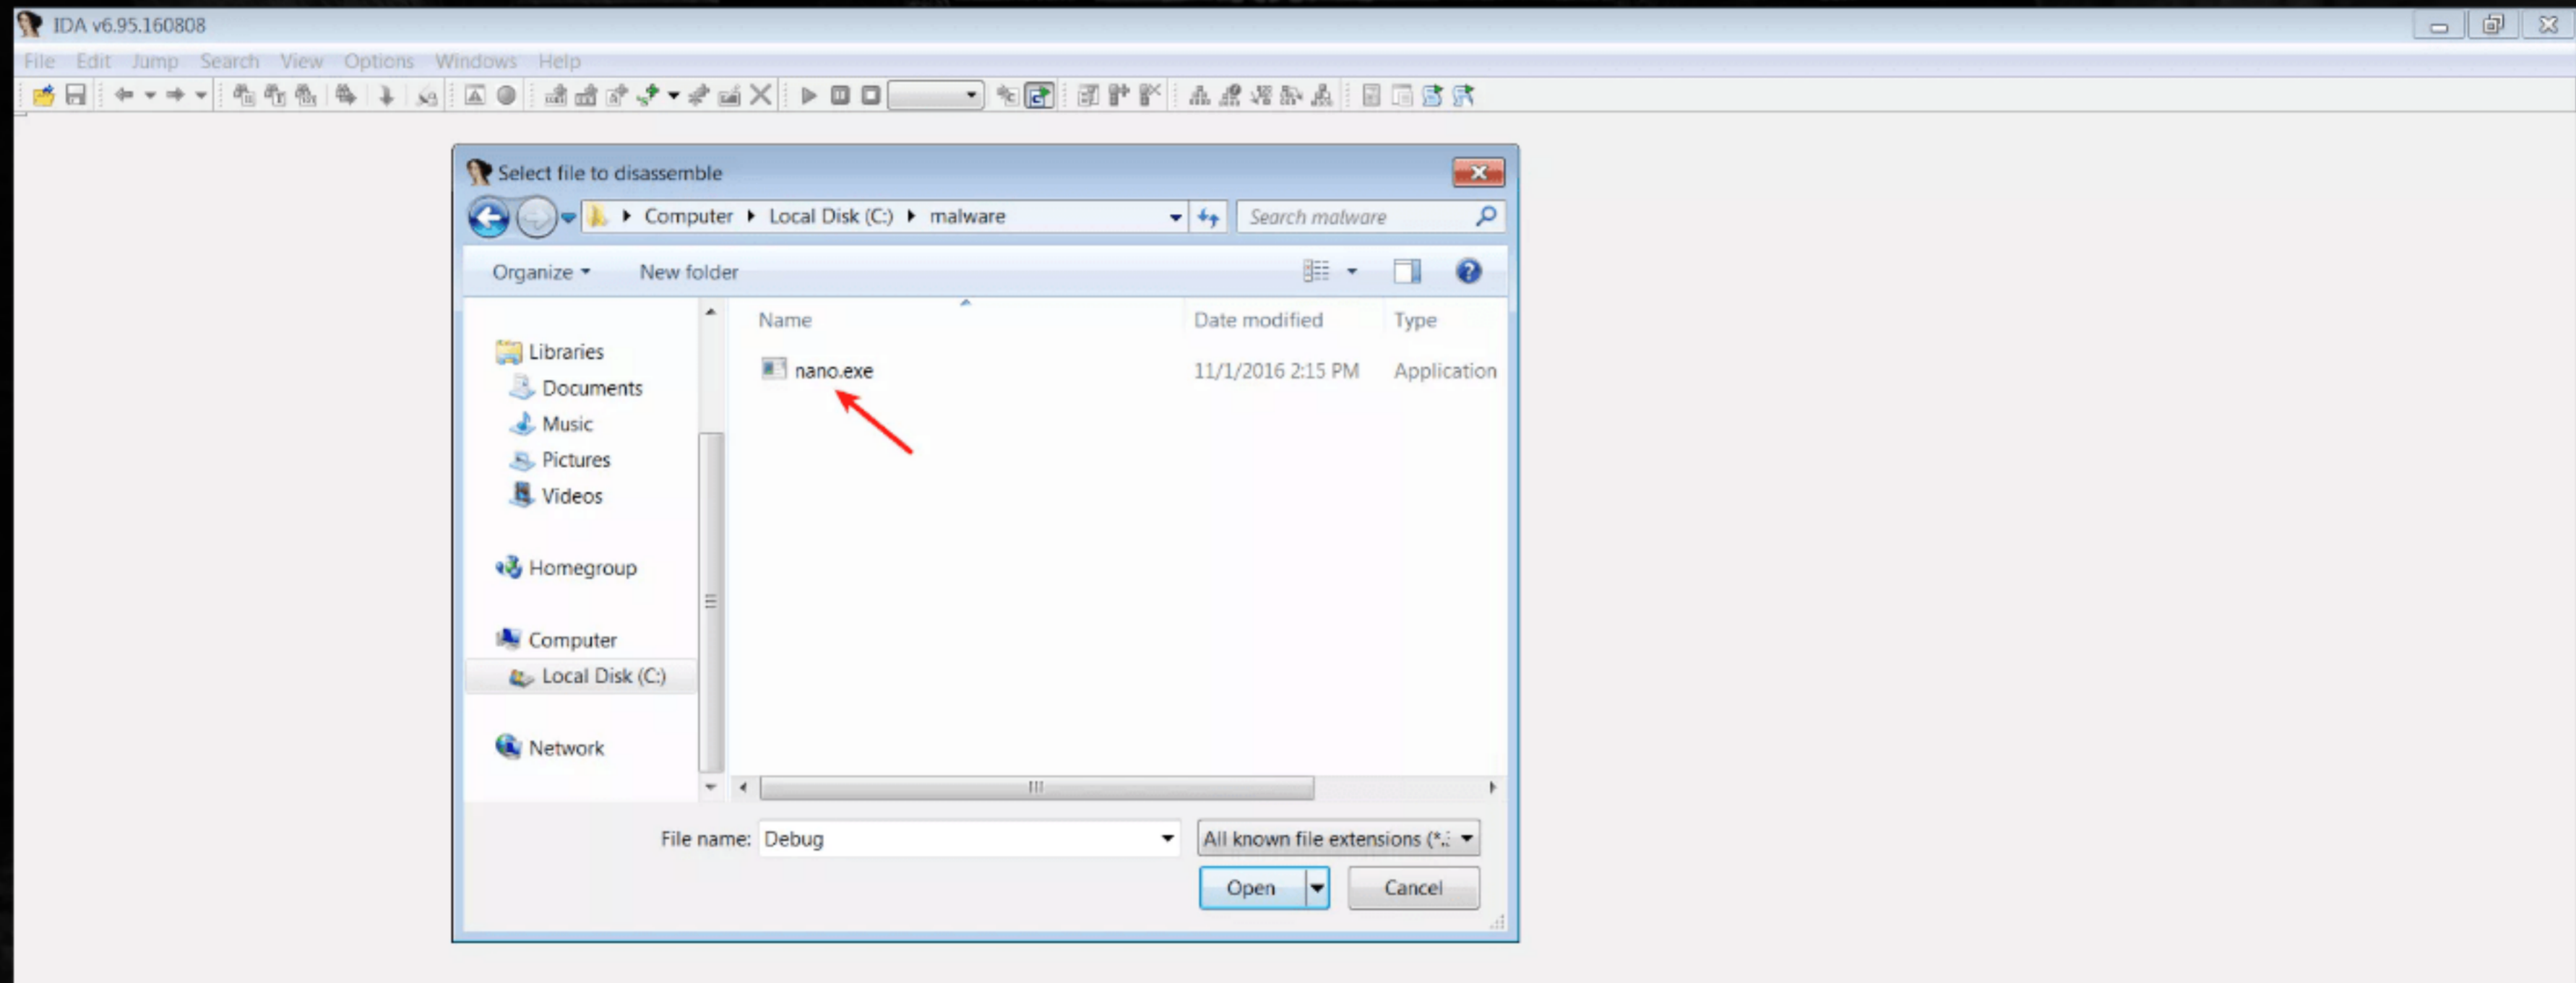 IDA v6.95.160808
File Edit Jump Search View Options Windows Help
Select file to disassemble
Computer Local Disk (C:) malware Search malware
Organize New folder
Name Date modified Type
nano.exe 11/1/2016 2:15 PM Application
Libraries
Documents
Music
Pictures
Videos
Homegroup
Computer
Local Disk (C:)
Network
File name: Debug All known file extensions (*.
Open Cancel